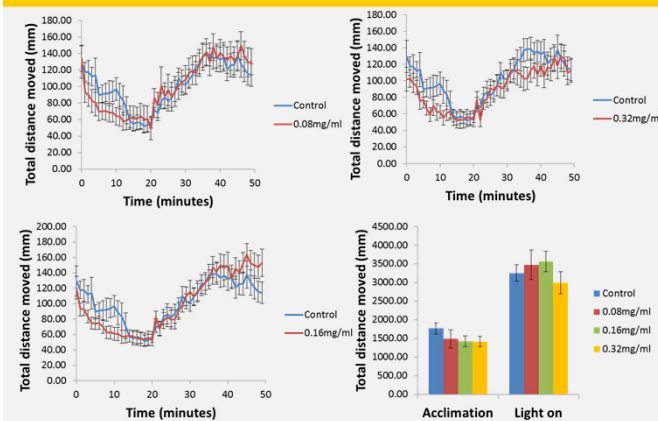 Total distance moved (mm)
180.00
160.00
140.00
120.00
100.00
80.00
60.00
40.00
20.00
0.00
0 10 20 30 40 50
Time (minutes)
Control
0.08mg/ml
Total distance moved (mm)
160.00
140.00
120.00
100.00
80.00
60.00
40.00
20.00
0.00
0 10 20 30 40 50
Time (minutes)
Control
0.32mg/ml
Total distance moved (mm)
200.00
180.00
160.00
140.00
120.00
100.00
80.00
60.00
40.00
20.00
0.00
0 10 20 30 40 50
Time (minutes)
Control
0.16mg/ml
Total distance moved (mm)
4500.00
4000.00
3500.00
3000.00
2500.00
2000.00
1500.00
1000.00
500.00
0.00
Acclimation Light on
Control
0.08mg/ml
0.16mg/ml
0.32mg/ml